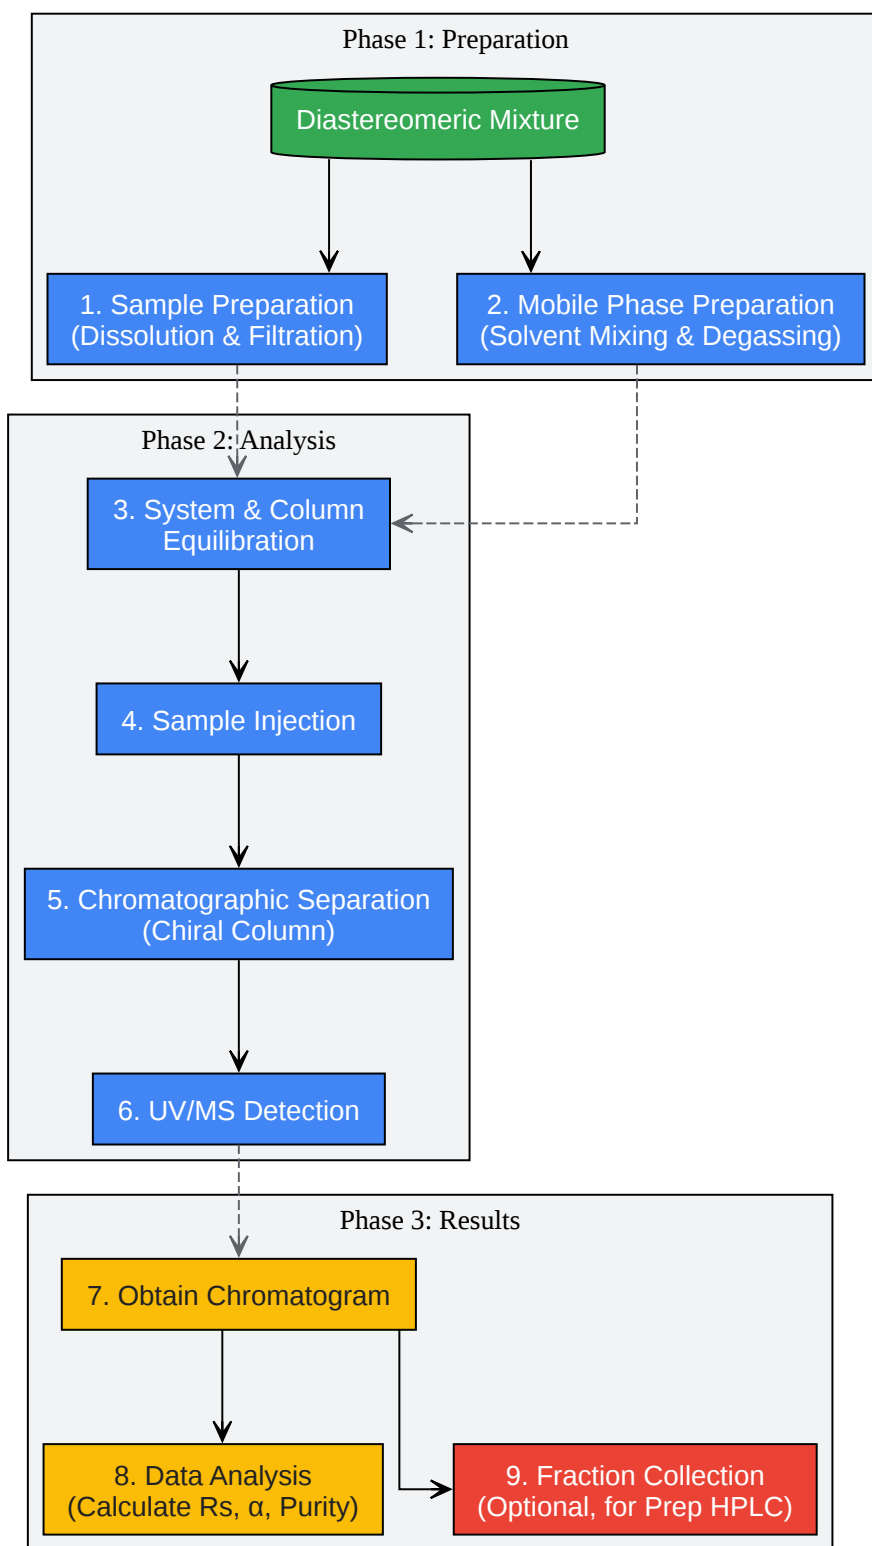 Phase 1: Preparation
Diastereomeric Mixture
1. Sample Preparation
(Dissolution & Filtration)
2. Mobile Phase Preparation
(Solvent Mixing & Degassing)
Phase 2: Analysis
3. System & Column
Equilibration
4. Sample Injection
5. Chromatographic Separation
(Chiral Column)
6. UV/MS Detection
Phase 3: Results
7. Obtain Chromatogram
8. Data Analysis
(Calculate Rs, α, Purity)
9. Fraction Collection
(Optional, for Prep HPLC)